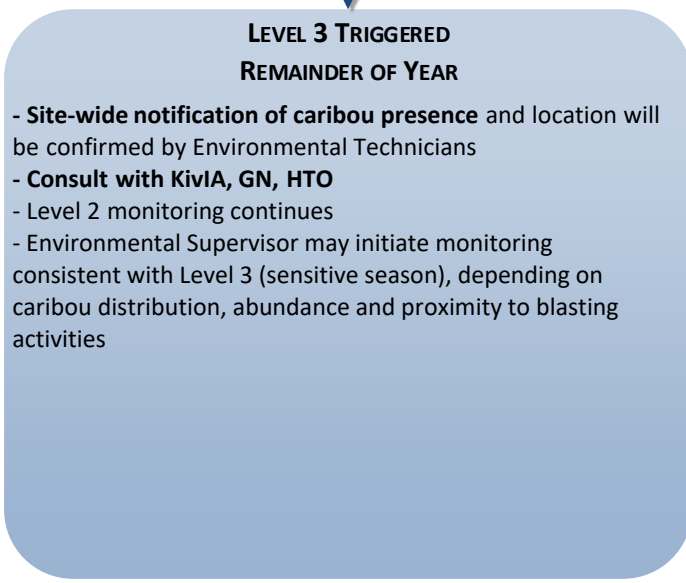 LEVEL 3 TRIGGERED
REMAINDER OF YEAR
- Site-wide notification of caribou presence and location will
be confirmed by Environmental Technicians
- Consult with KivIA, GN, HTO
- Level 2 monitoring continues
- Environmental Supervisor may initiate monitoring
consistent with Level 3 (sensitive season), depending on
caribou distribution, abundance and proximity to blasting
activities